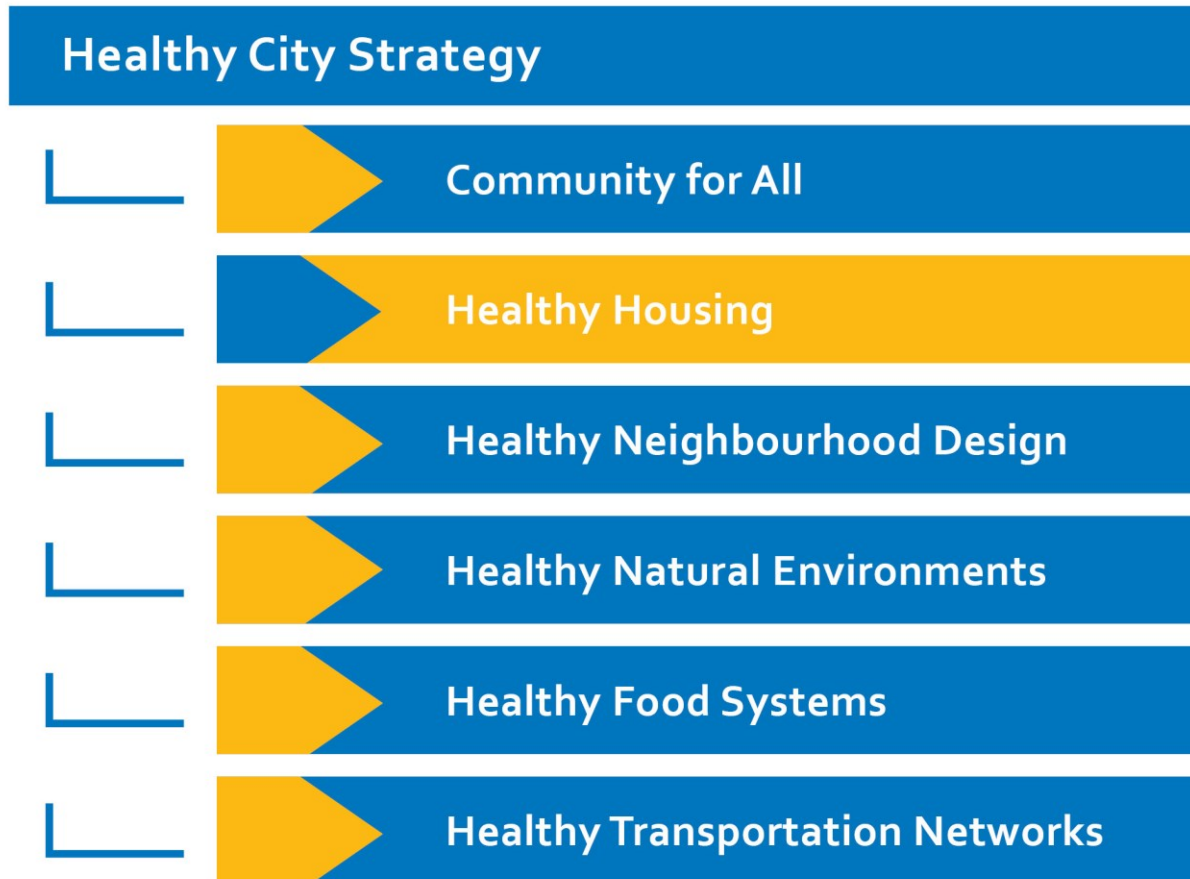 Healthy City Strategy
Community for All
Healthy Housing
Healthy Neighbourhood Design
Healthy Natural Environments
Healthy Food Systems
Healthy Transportation Networks